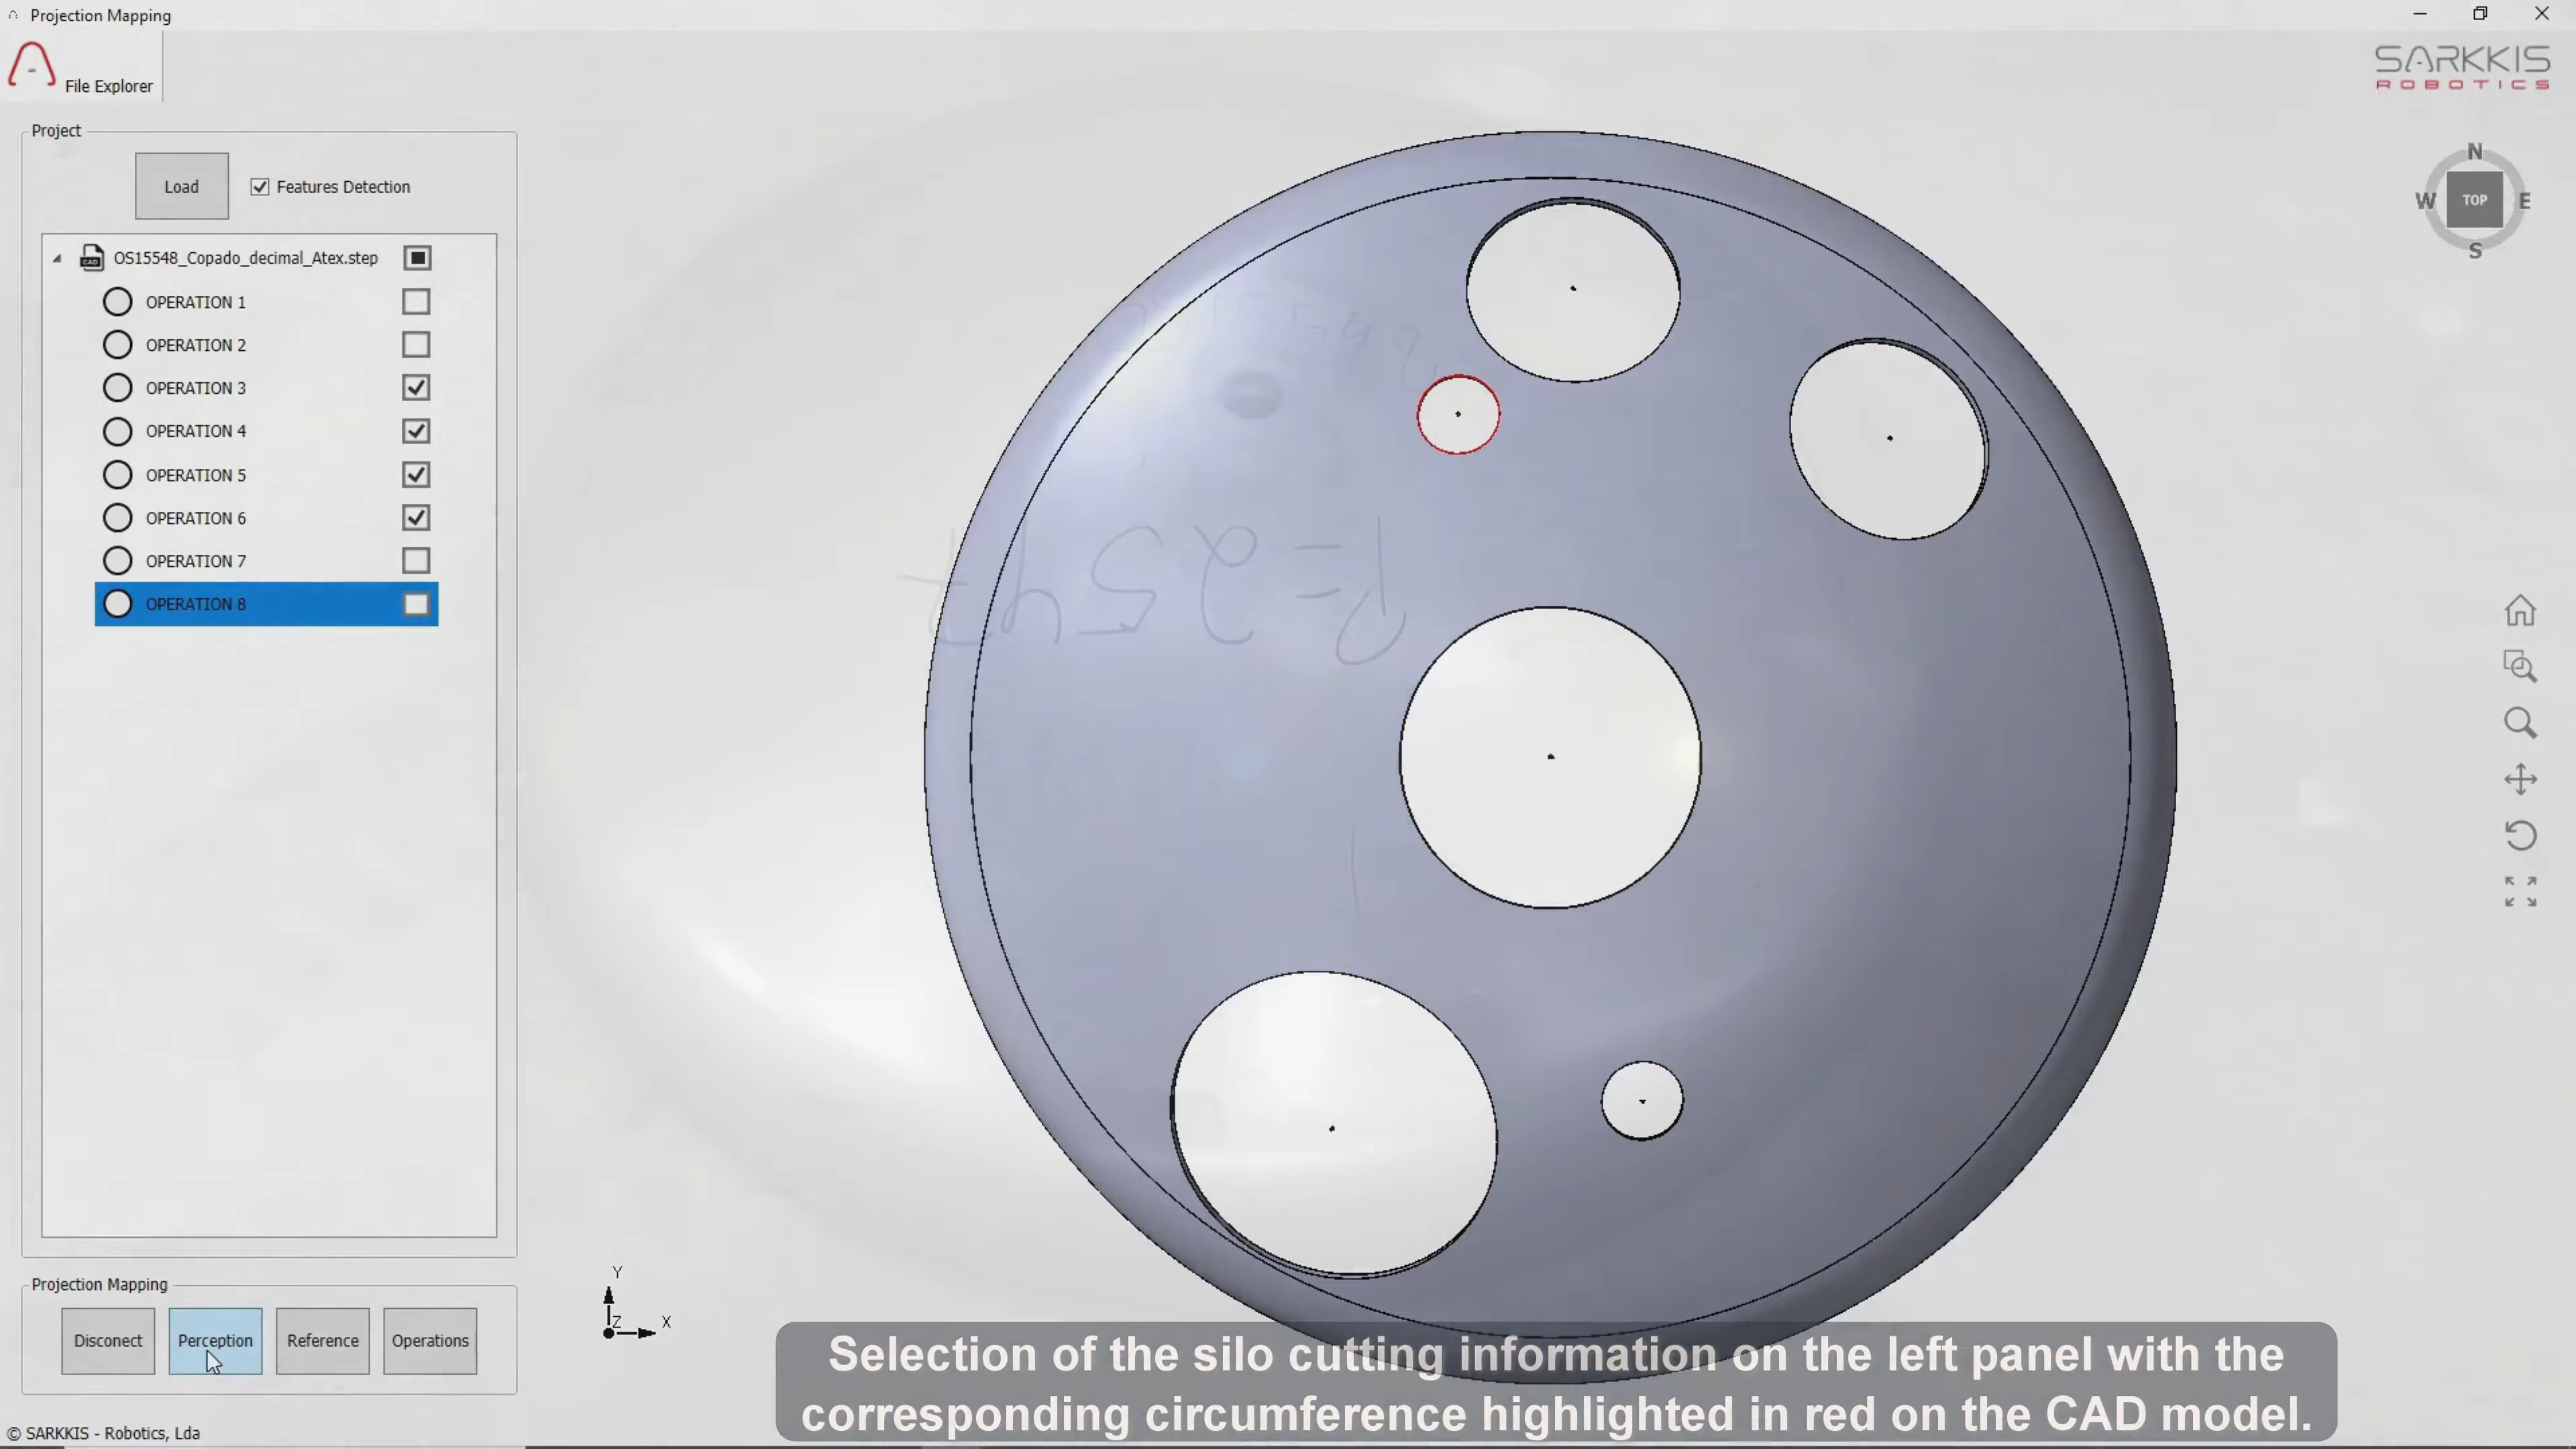 Projection Mapping
File Explorer
SARKKIS
ROBOTICS
Project
Load
Features Detection
OS15548_Copado_decimal_Atex.step
OPERATION 1
OPERATION 2
OPERATION 3
OPERATION 4
OPERATION 5
OPERATION 6
OPERATION 7
OPERATION 8
N
W
TOP
E
S
Projection Mapping
Disconect
Perception
Reference
Operations
Y
Z
X
Selection of the silo cutting information on the left panel with the
corresponding circumference highlighted in red on the CAD model.
© SARKKIS - Robotics, Lda